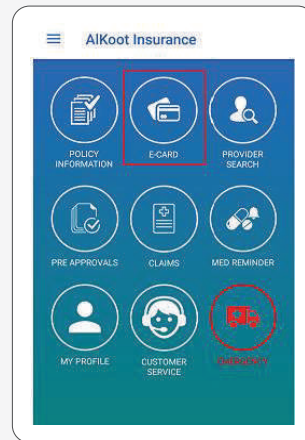 AlKoot Insurance
POLICY
INFORMATION
E-CARD
PROVIDER
SEARCH
PRE APPROVALS
CLAIMS
MED REMINDER
MY PROFILE
CUSTOMER
SERVICE
EMERGENCY